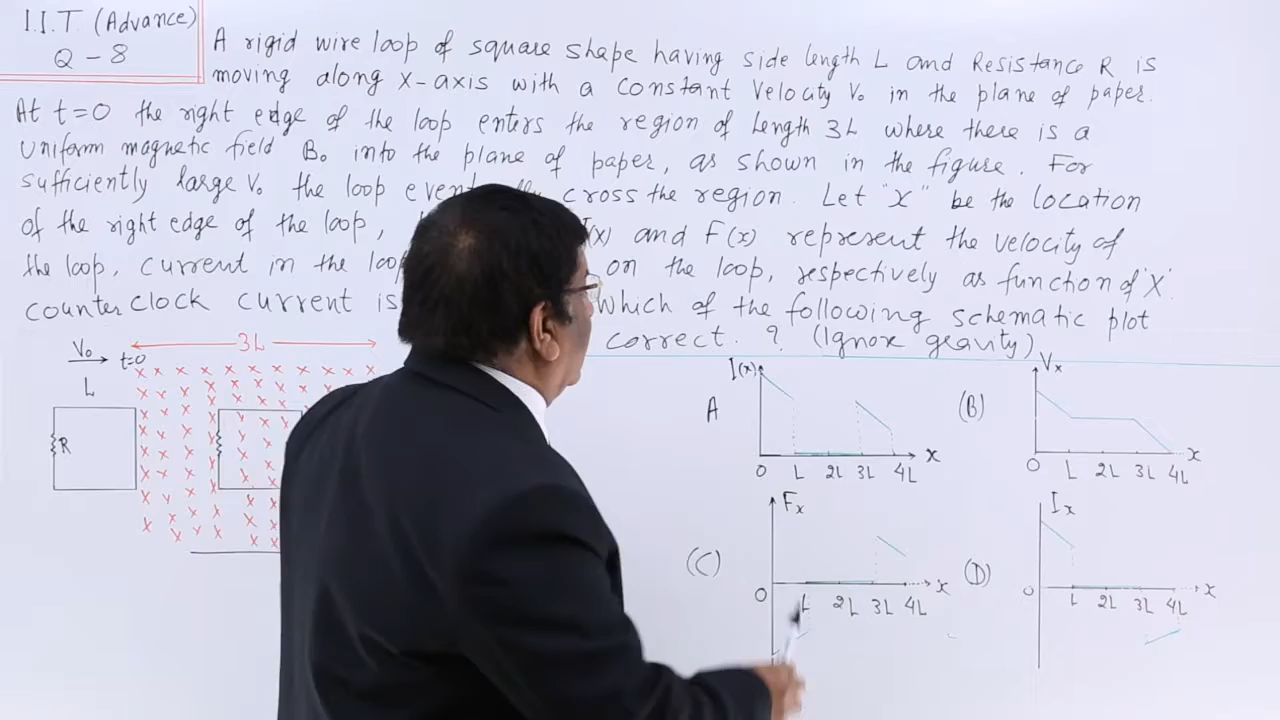 I.I.T (Advance)
Q - 8
A rigid wire loop of square shape having side length L and Resistance R is
moving along X-axis with a constant Velocity V₀ in the plane of paper.
At t=0 the right edge of the loop enters the region of length 3L where there is a
uniform magnetic field B₀ into the plane of paper, as shown in the figure. For
sufficiently large V₀ the loop cross the region. Let "X" be the location
of the right edge of the loop, I(x) and F(x) represent the velocity of
the loop, current in the loop on the loop, respectively as function of 'X'.
counter clock current is Which of the following schematic plot
correct. ? (Ignore gravity)
V₀
t=0
3L
L
R
A
I(x)
0 L 2L 3L 4L x
(B)
Vx
0 L 2L 3L 4L x
(C)
Fx
0 L 2L 3L 4L x
(D)
Ix
0 L 2L 3L 4L x